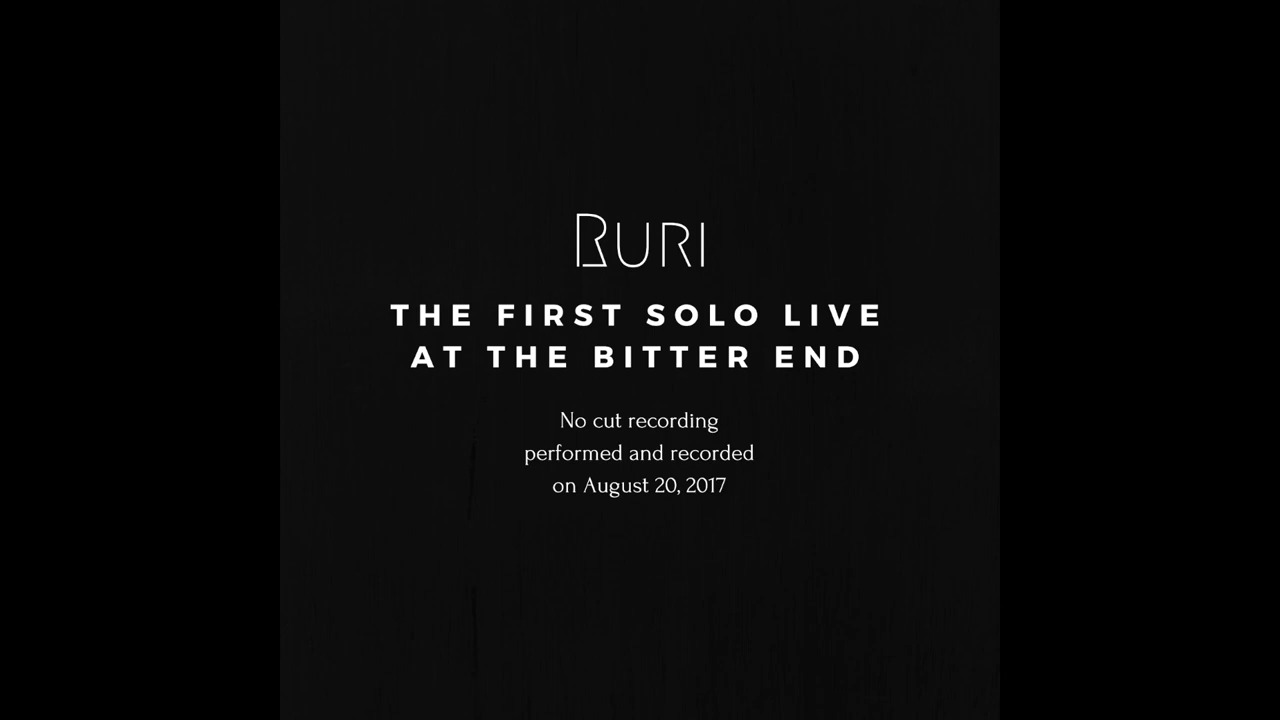 RURI
THE FIRST SOLO LIVE
AT THE BITTER END
No cut recording
performed and recorded
on August 20, 2017